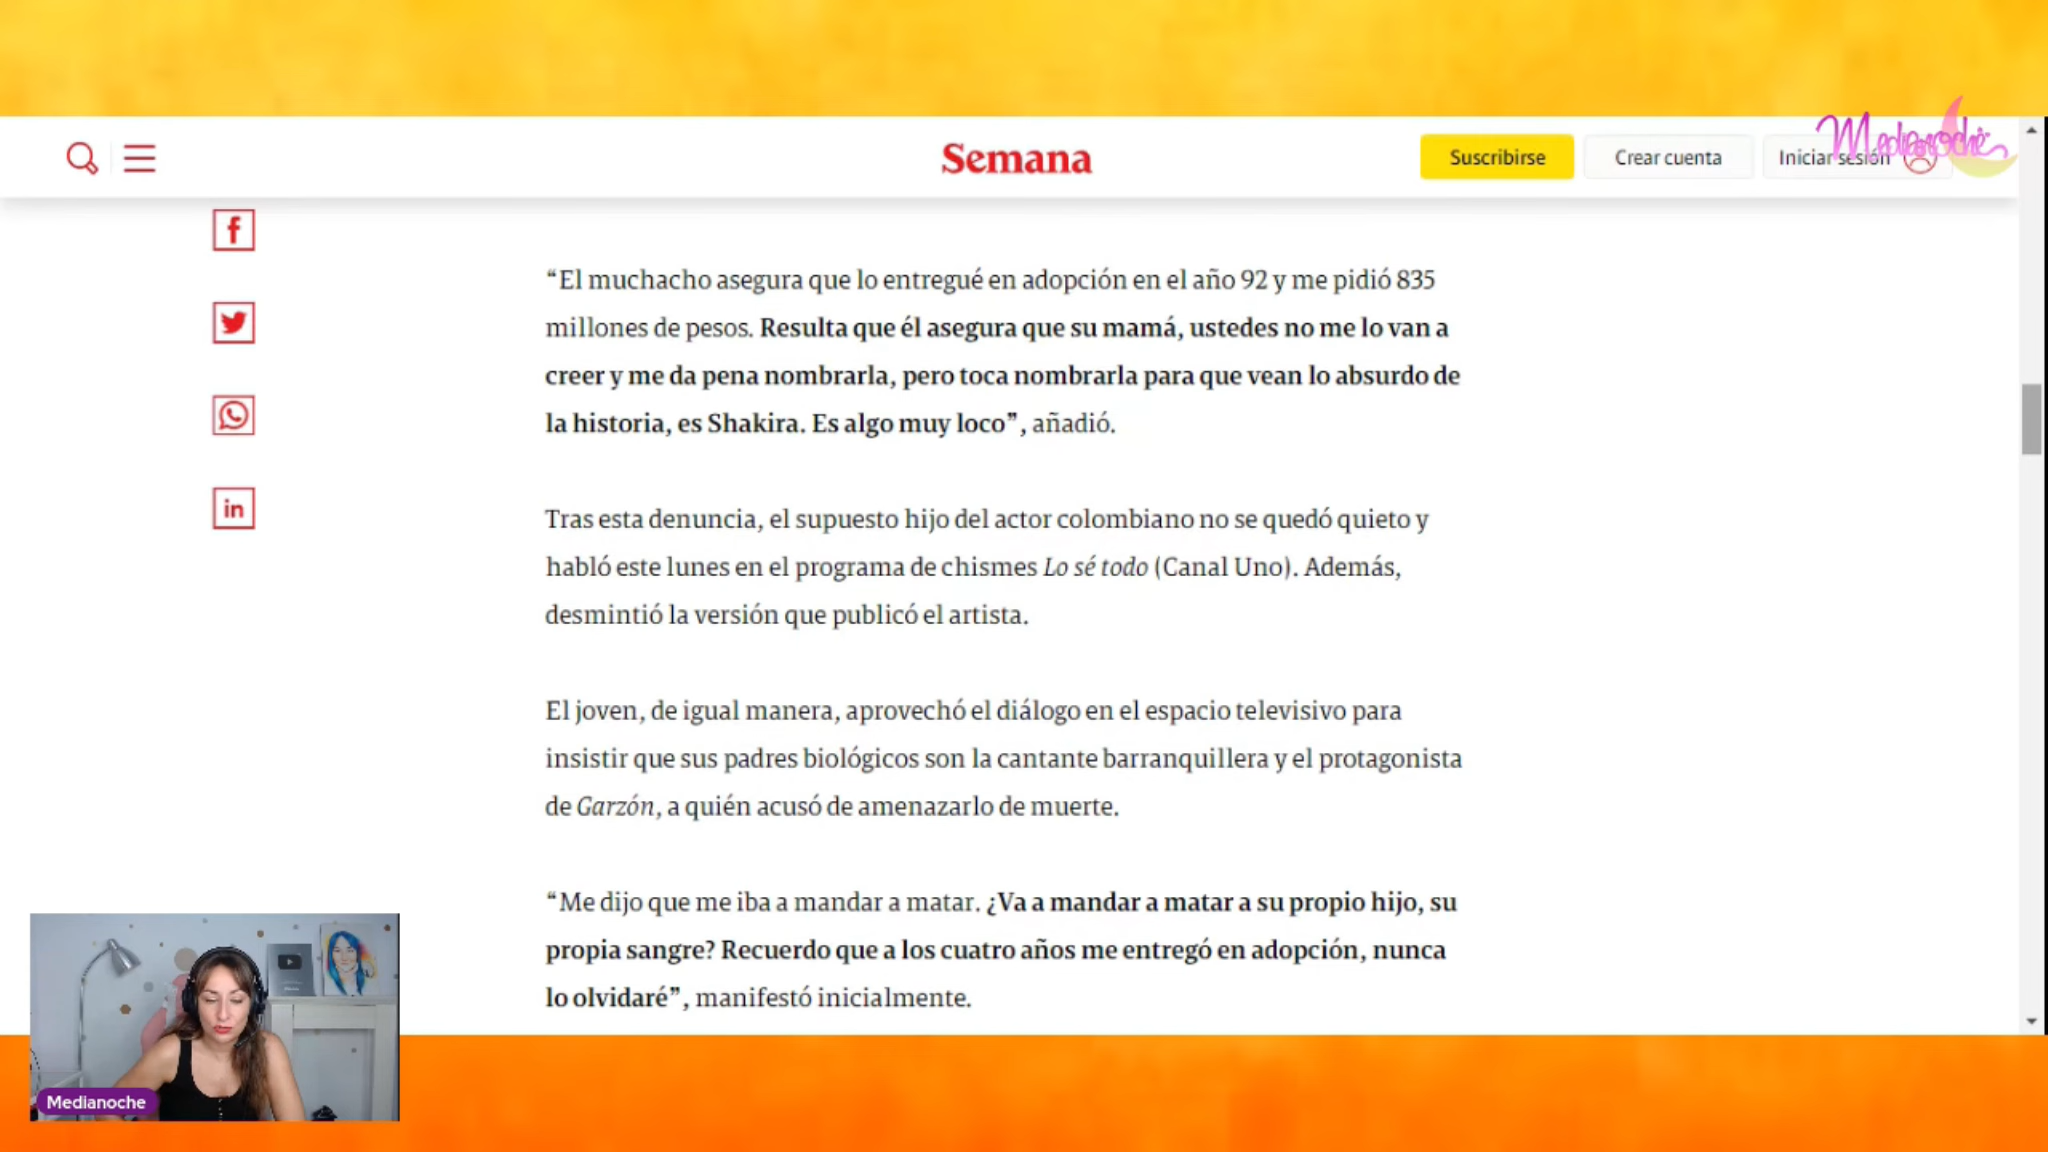 Medianoche
Semana
Suscribirse
Crear cuenta
Iniciar sesión
“El muchacho asegura que lo entregué en adopción en el año 92 y me pidió 835
millones de pesos. Resulta que él asegura que su mamá, ustedes no me lo van a
creer y me da pena nombrarla, pero toca nombrarla para que vean lo absurdo de
la historia, es Shakira. Es algo muy loco”, añadió.
Tras esta denuncia, el supuesto hijo del actor colombiano no se quedó quieto y
habló este lunes en el programa de chismes Lo sé todo (Canal Uno). Además,
desmintió la versión que publicó el artista.
El joven, de igual manera, aprovechó el diálogo en el espacio televisivo para
insistir que sus padres biológicos son la cantante barranquillera y el protagonista
de Garzón, a quién acusó de amenazarlo de muerte.
“Me dijo que me iba a mandar a matar. ¿Va a mandar a matar a su propio hijo, su
propia sangre? Recuerdo que a los cuatro años me entregó en adopción, nunca
lo olvidaré”, manifestó inicialmente.
Medianoche